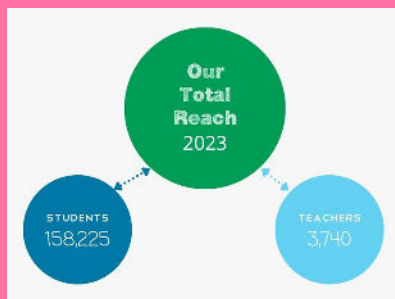 Our
Total
Reach
2023
STUDENTS
158,225
TEACHERS
3,740